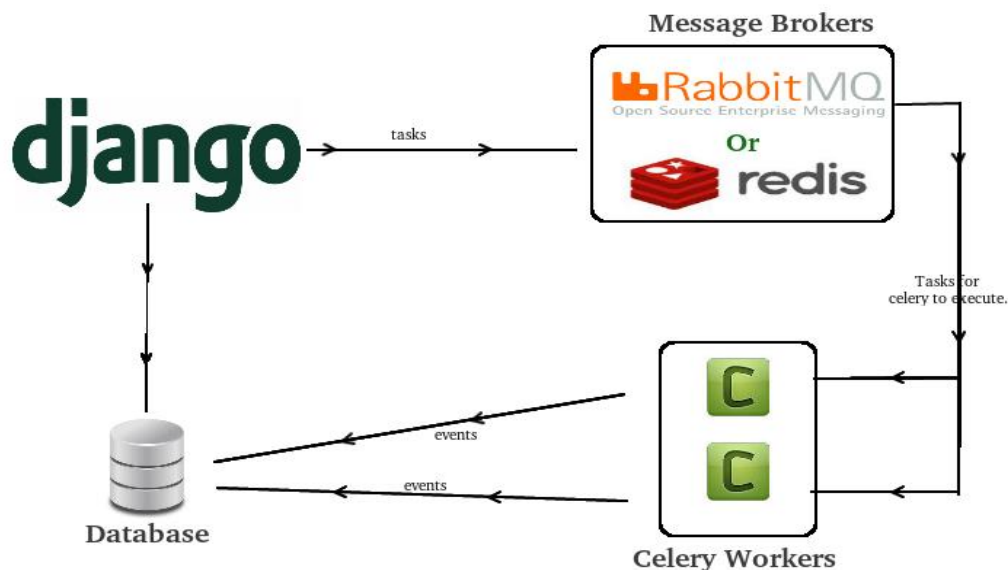 Message Brokers
RabbitMQ
Open Source Enterprise Messaging
Or
redis
django
tasks
Tasks for
celery to execute.
C
C
events
events
Database
Celery Workers